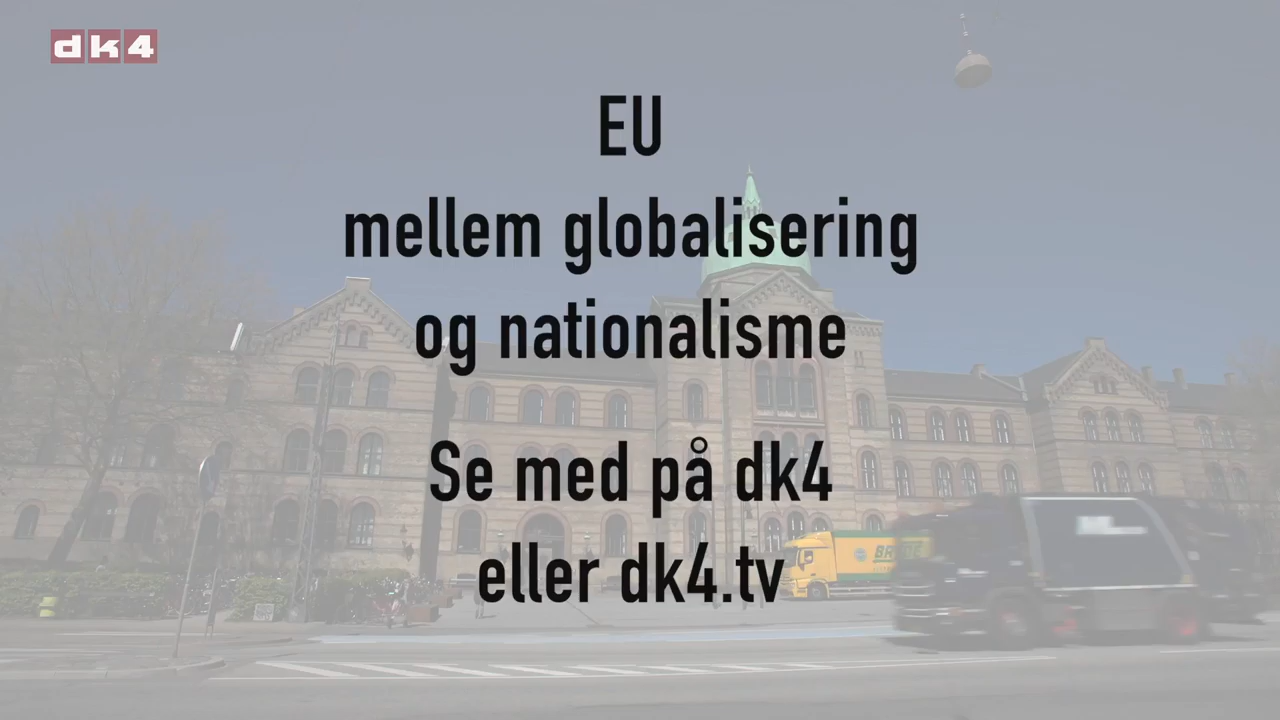 dk4
EU
mellem globalisering
og nationalisme
Se med på dk4
eller dk4.tv